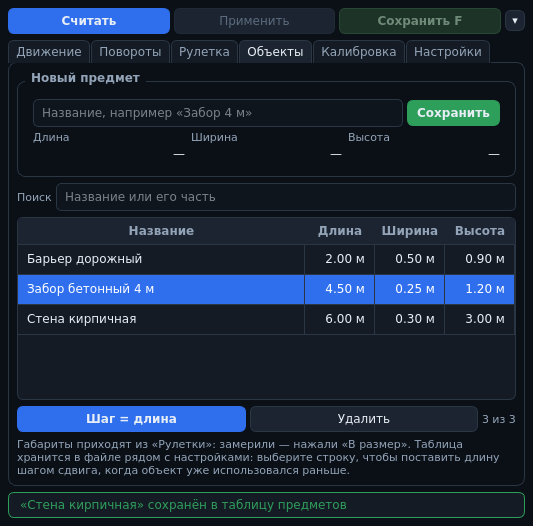 Считать Применить Сохранить F ▾
Движение Повороты Рулетка Объекты Калибровка Настройки
Новый предмет
Название, например «Забор 4 м» Сохранить
Длина Ширина Высота
— — —
Поиск Название или его часть
Название Длина Ширина Высота
Барьер дорожный 2.00 м 0.50 м 0.90 м
Забор бетонный 4 м 4.50 м 0.25 м 1.20 м
Стена кирпичная 6.00 м 0.30 м 3.00 м
Шаг = длина Удалить 3 из 3
Габариты приходят из «Рулетки»: замерили — нажали «В размер». Таблица
хранится в файле рядом с настройками: выберите строку, чтобы поставить длину
шагом сдвига, когда объект уже использовался раньше.
«Стена кирпичная» сохранён в таблицу предметов